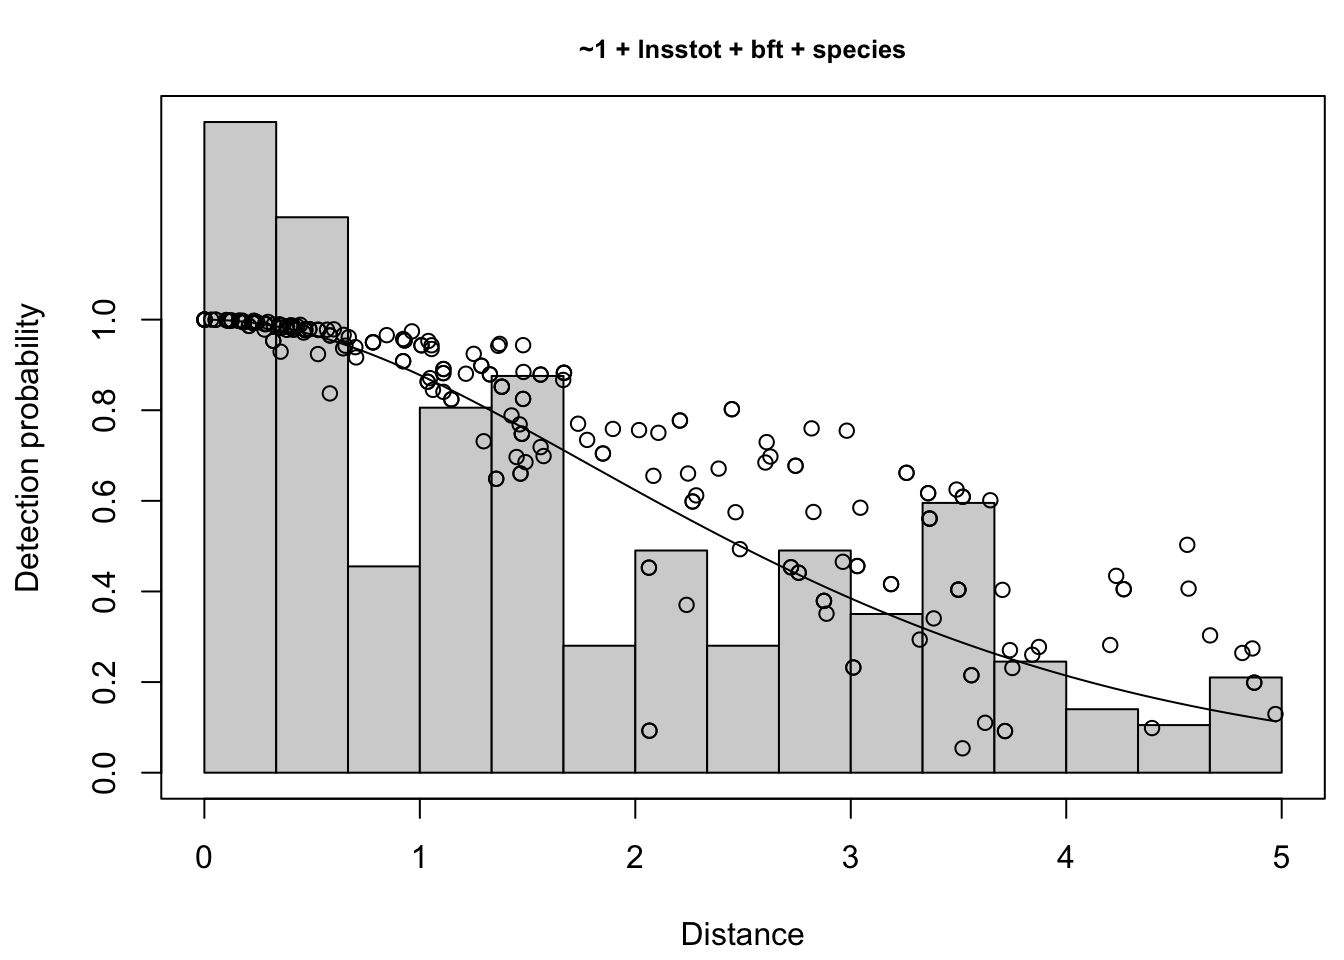 ~1 + lnsstot + bft + species
Detection probability
1.0
0.8
0.6
0.4
0.2
0.0
0 1 2 3 4 5
Distance